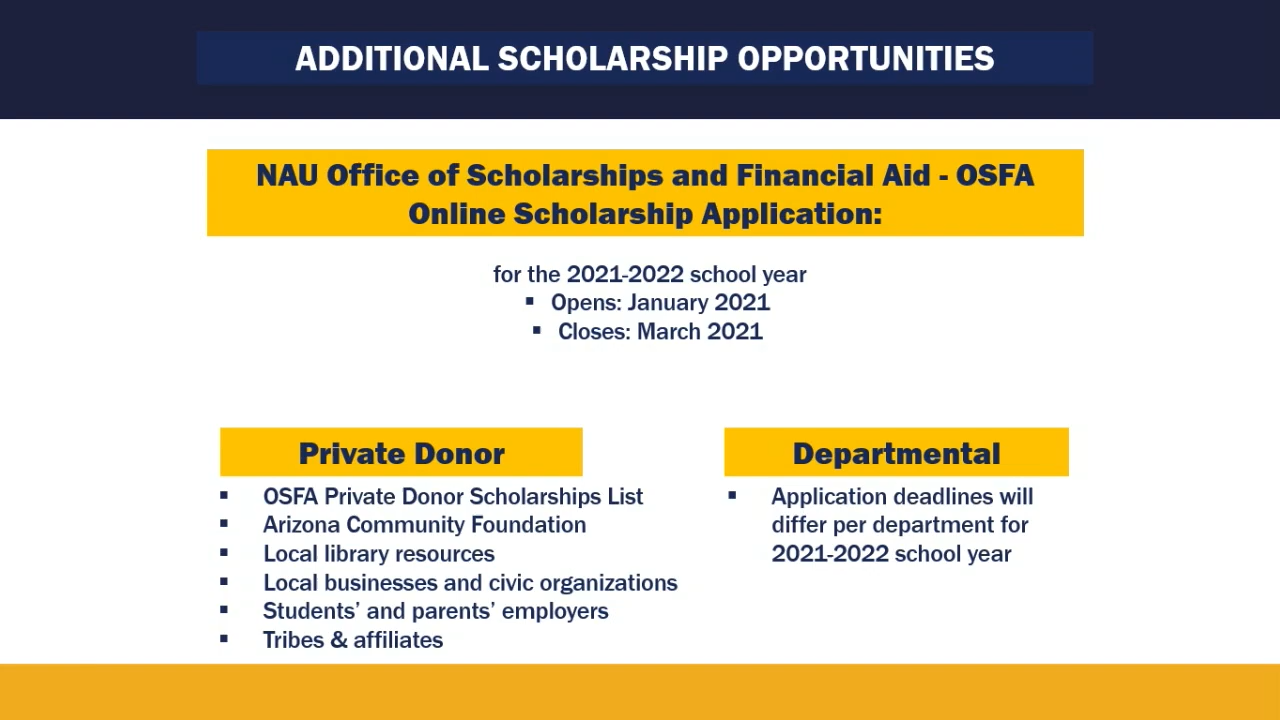 ADDITIONAL SCHOLARSHIP OPPORTUNITIES
NAU Office of Scholarships and Financial Aid - OSFA
Online Scholarship Application:
for the 2021-2022 school year
▪ Opens: January 2021
▪ Closes: March 2021
Private Donor
▪ OSFA Private Donor Scholarships List
▪ Arizona Community Foundation
▪ Local library resources
▪ Local businesses and civic organizations
▪ Students’ and parents’ employers
▪ Tribes & affiliates
Departmental
▪ Application deadlines will
differ per department for
2021-2022 school year